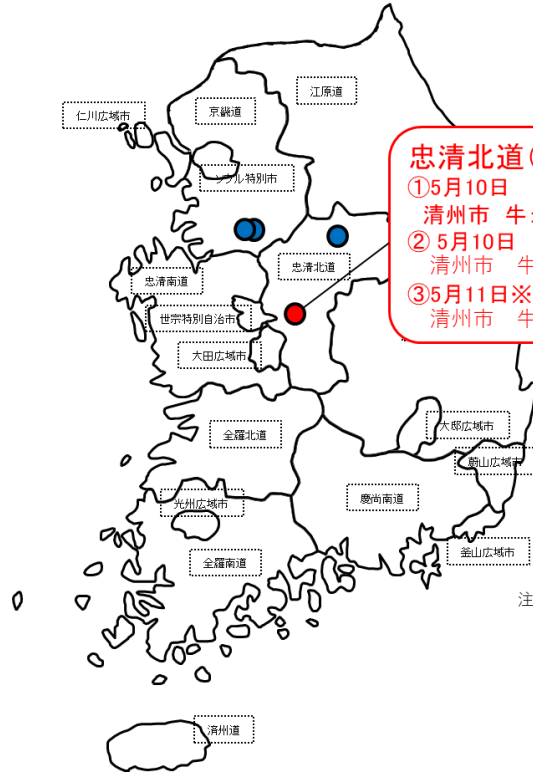 江原道
京畿道
仁川広域市
ソウル特別市
忠清北道(
①5月10日
清州市 牛
② 5月10日
清州市 牛
③5月11日※
清州市 牛
忠清北道
忠清南道
世宗特別自治市
大田広域市
全羅北道
大邸広域市
蔚山広域市
光州広域市
慶尚南道
全羅南道
釜山広域市
注
済州道